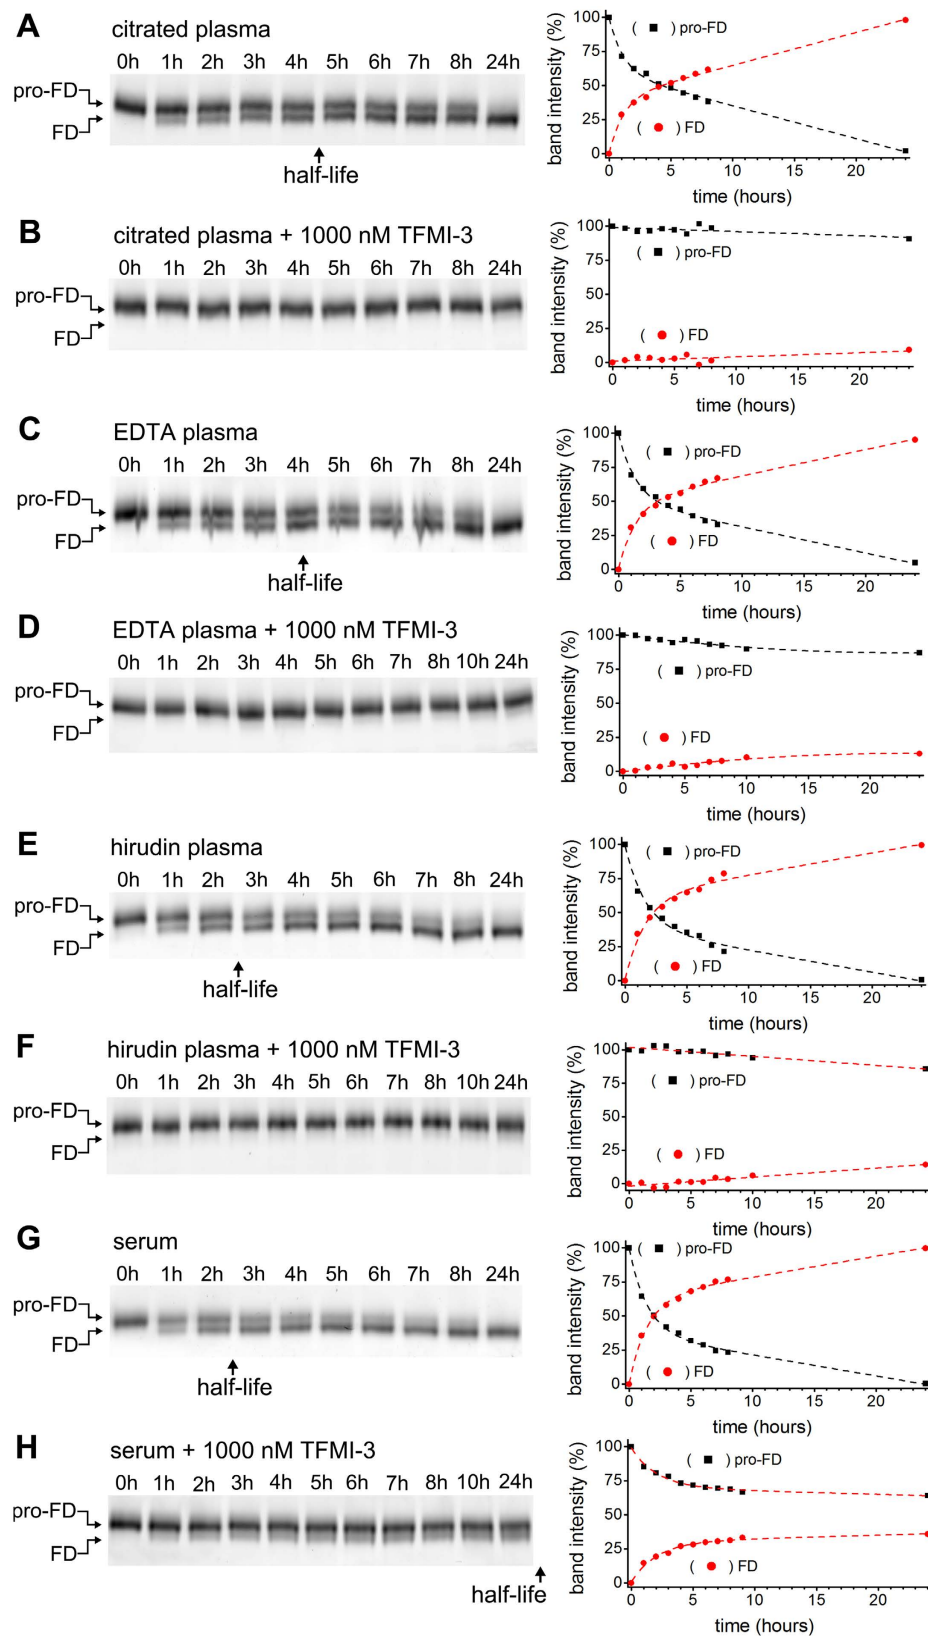 A
citrated plasma
0h 1h 2h 3h 4h 5h 6h 7h 8h 24h
pro-FD
FD
half-life
band intensity (%)
100
75
50
25
0
( ■ ) pro-FD
( ● ) FD
0 5 10 15 20
time (hours)
B
citrated plasma + 1000 nM TFMI-3
0h 1h 2h 3h 4h 5h 6h 7h 8h 24h
pro-FD
FD
band intensity (%)
100
75
50
25
0
( ■ ) pro-FD
( ● ) FD
0 5 10 15 20
time (hours)
C
EDTA plasma
0h 1h 2h 3h 4h 5h 6h 7h 8h 24h
pro-FD
FD
half-life
band intensity (%)
100
75
50
25
0
( ■ ) pro-FD
( ● ) FD
0 5 10 15 20
time (hours)
D
EDTA plasma + 1000 nM TFMI-3
0h 1h 2h 3h 4h 5h 6h 7h 8h 10h 24h
pro-FD
FD
band intensity (%)
100
75
50
25
0
( ■ ) pro-FD
( ● ) FD
0 5 10 15 20
time (hours)
E
hirudin plasma
0h 1h 2h 3h 4h 5h 6h 7h 8h 24h
pro-FD
FD
half-life
band intensity (%)
100
75
50
25
0
( ■ ) pro-FD
( ● ) FD
0 5 10 15 20
time (hours)
F
hirudin plasma + 1000 nM TFMI-3
0h 1h 2h 3h 4h 5h 6h 7h 8h 10h 24h
pro-FD
FD
band intensity (%)
100
75
50
25
0
( ■ ) pro-FD
( ● ) FD
0 5 10 15 20
time (hours)
G
serum
0h 1h 2h 3h 4h 5h 6h 7h 8h 24h
pro-FD
FD
half-life
band intensity (%)
100
75
50
25
0
( ■ ) pro-FD
( ● ) FD
0 5 10 15 20
time (hours)
H
serum + 1000 nM TFMI-3
0h 1h 2h 3h 4h 5h 6h 7h 8h 10h 24h
pro-FD
FD
half-life
band intensity (%)
100
75
50
25
0
( ■ ) pro-FD
( ● ) FD
0 5 10 15 20
time (hours)